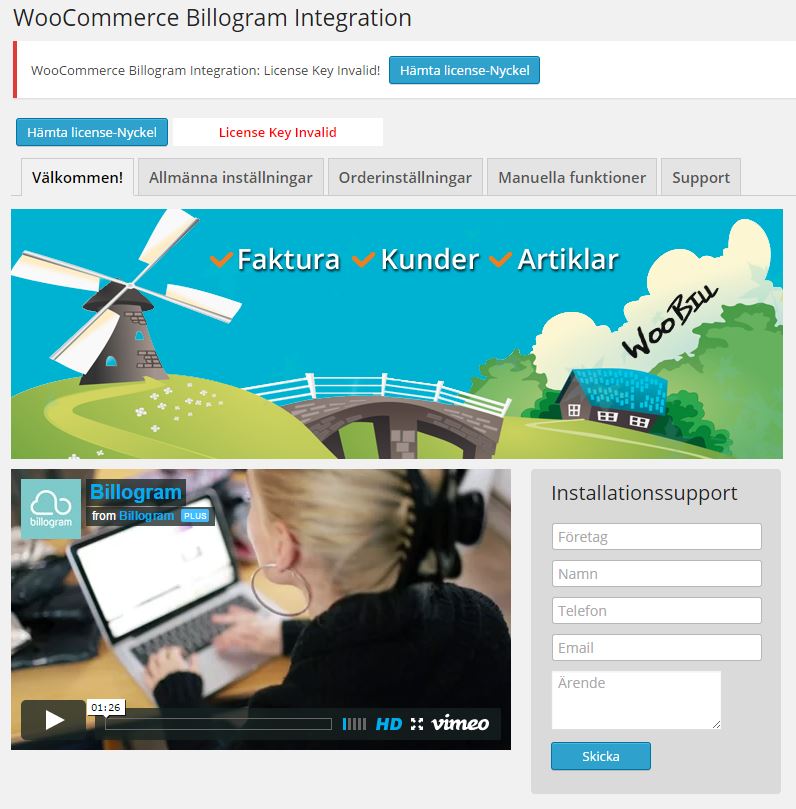 WooCommerce Billogram Integration
WooCommerce Billogram Integration: License Key Invalid! Hämta license-Nyckel
Hämta license-Nyckel License Key Invalid
Välkommen! Allmänna inställningar Orderinställningar Manuella funktioner Support
Faktura Kunder Artiklar
WooBill
billogram
Billogram
from Billogram PLUS
01:26
HD vimeo
Installationssupport
Företag
Namn
Telefon
Email
Ärende
Skicka